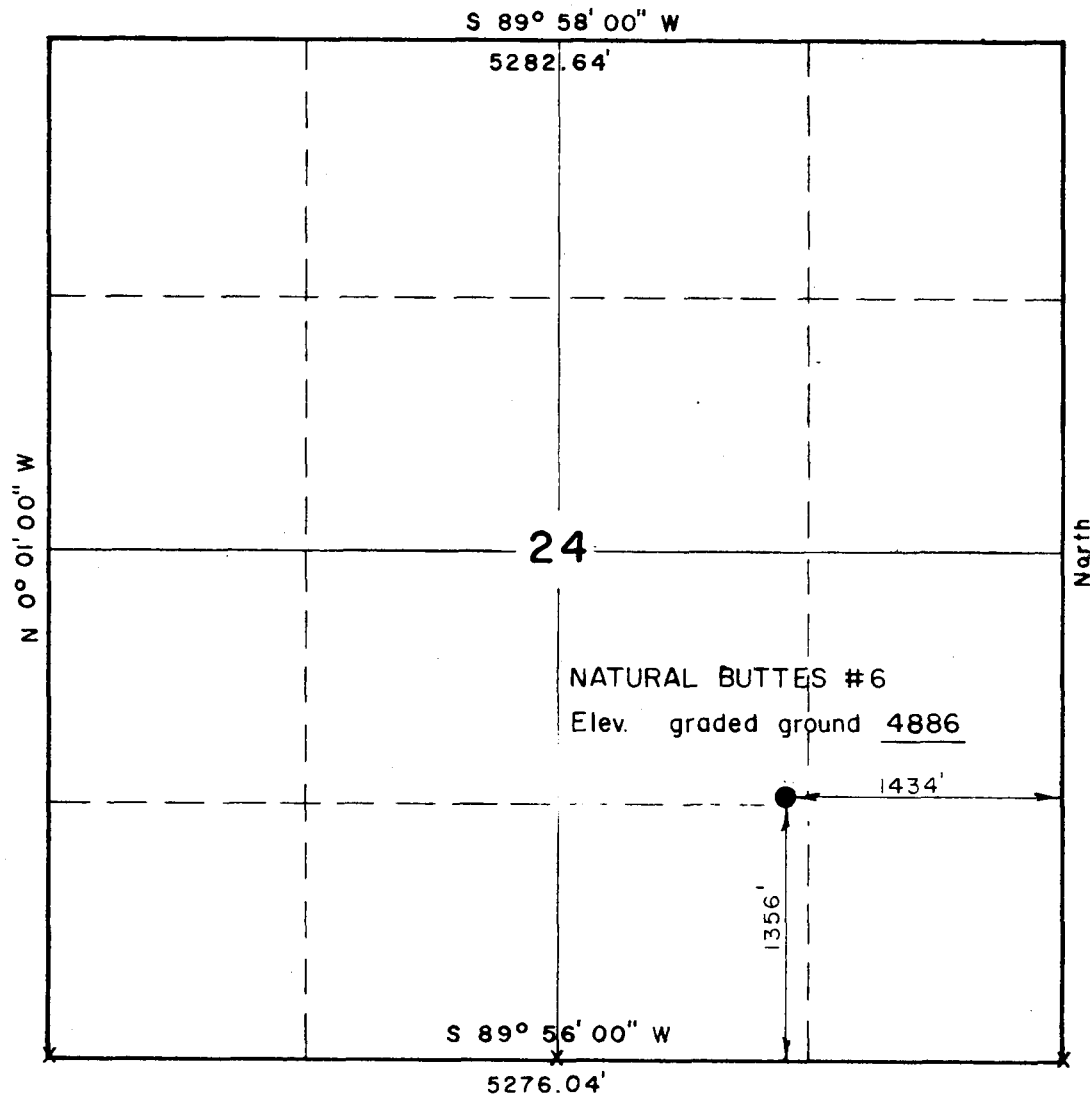 S 89° 58' 00" W
5282.64'
N 0° 01' 00" W
24
North
NATURAL BUTTES #6
Elev. graded ground 4886
1434'
1356'
S 89° 56' 00" W
5276.04'